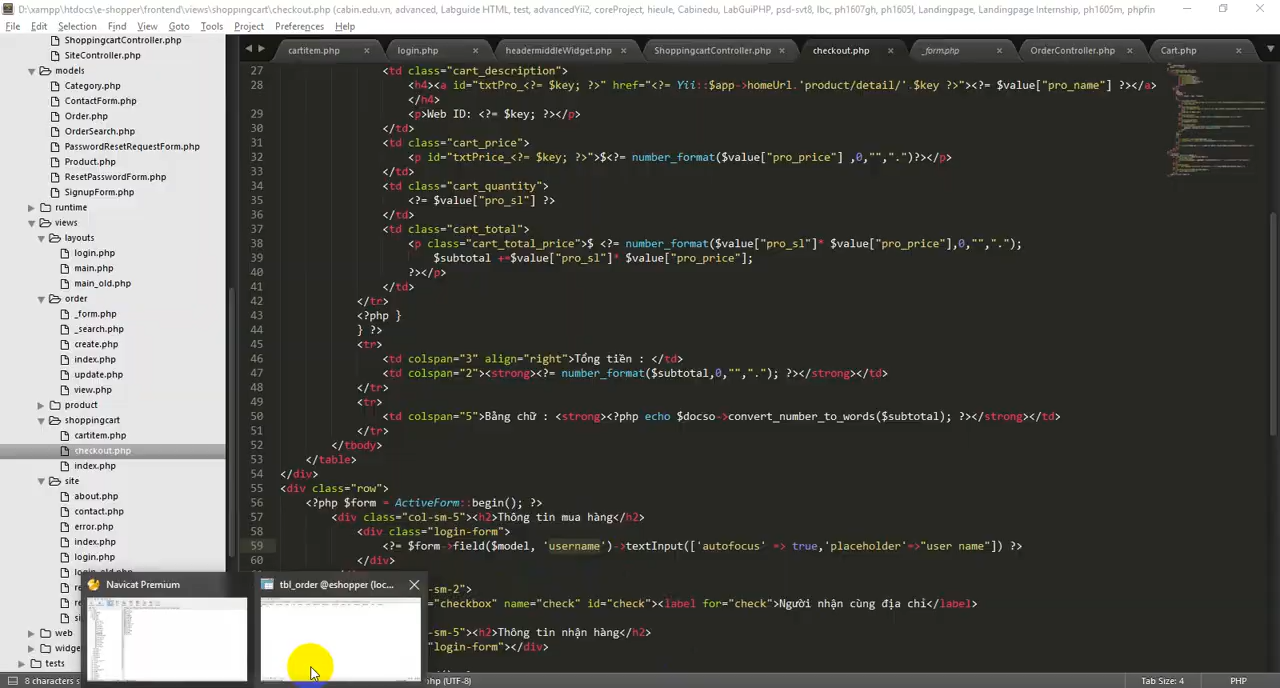 D:\xampp\htdocs\e-shopper\frontend\views\shoppingcart\checkout.php (cabin.edu.vn, advanced, Labguide HTML, test, advancedYii2, coreProject, hieule, Cabinedu, LabGuiPHP, psd-svt8, lbc, ph1607gh, ph1605l, Landingpage, Landingpage Internship, ph1605m, phpfin
File Edit Selection Find View Goto Tools Project Preferences Help
ShoppingcartController.php
SiteController.php
models
Category.php
ContactForm.php
Order.php
OrderSearch.php
PasswordResetRequestForm.php
Product.php
ResetPasswordForm.php
SignupForm.php
runtime
views
layouts
login.php
main.php
main_old.php
order
_form.php
_search.php
create.php
index.php
update.php
view.php
product
shoppingcart
cartitem.php
checkout.php
index.php
site
about.php
contact.php
error.php
index.php
login.php
web
tests
cartitem.php login.php headermiddleWidget.php ShoppingcartController.php checkout.php _form.php OrderController.php Cart.php
27 <td class="cart_description">
28 <h4><a id="txtPro_<?= $key; ?>" href="<?= Yii::$app->homeUrl.'product/detail/'.$key ?>"><?= $value["pro_name"] ?></a>
</h4>
29 <p>Web ID: <?= $key; ?></p>
30 </td>
31 <td class="cart_price">
32 <p id="txtPrice_<?= $key; ?>">$<?= number_format($value["pro_price"] ,0,"",".")?></p>
33 </td>
34 <td class="cart_quantity">
35 <?= $value["pro_sl"] ?>
36 </td>
37 <td class="cart_total">
38 <p class="cart_total_price">$ <?= number_format($value["pro_sl"]* $value["pro_price"],0,"",".");
39 $subtotal +=$value["pro_sl"]* $value["pro_price"];
40 ?></p>
41 </td>
42 </tr>
43 <?php }
44 } ?>
45 <tr>
46 <td colspan="3" align="right">Tổng tiền : </td>
47 <td colspan="2"><strong><?= number_format($subtotal,0,"","."); ?></strong></td>
48 </tr>
49 <tr>
50 <td colspan="5">Bằng chữ : <strong><?php echo $docso->convert_number_to_words($subtotal); ?></strong></td>
51 </tr>
52 </tbody>
53 </table>
54 </div>
55 <div class="row">
56 <?php $form = ActiveForm::begin(); ?>
57 <div class="col-sm-5"><h2>Thông tin mua hàng</h2>
58 <div class="login-form">
59 <?= $form->field($model, 'username')->textInput(['autofocus' => true,'placeholder'=>"user name"]) ?>
60 </div>
-sm-2">
"checkbox" name="check" id="check"><label for="check">Người nhận cùng địa chỉ</label>
-sm-5"><h2>Thông tin nhận hàng</h2>
"login-form"></div>
Navicat Premium
tbl_order @eshopper (loc...
8 characters s
php (UTF-8)
Tab Size: 4
PHP